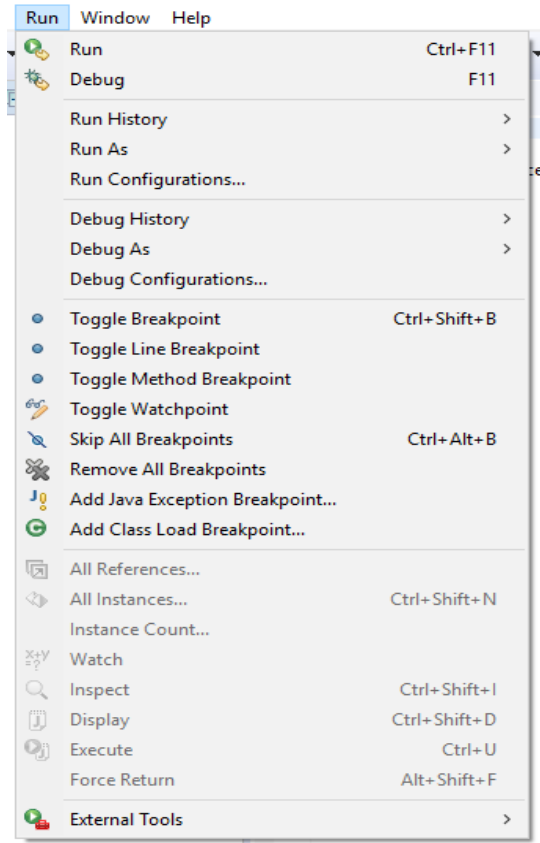 Run Window Help
Run Ctrl+F11
Debug F11
Run History
Run As
Run Configurations...
Debug History
Debug As
Debug Configurations...
Toggle Breakpoint Ctrl+Shift+B
Toggle Line Breakpoint
Toggle Method Breakpoint
Toggle Watchpoint
Skip All Breakpoints Ctrl+Alt+B
Remove All Breakpoints
Add Java Exception Breakpoint...
Add Class Load Breakpoint...
All References...
All Instances... Ctrl+Shift+N
Instance Count...
Watch
Inspect Ctrl+Shift+I
Display Ctrl+Shift+D
Execute Ctrl+U
Force Return Alt+Shift+F
External Tools